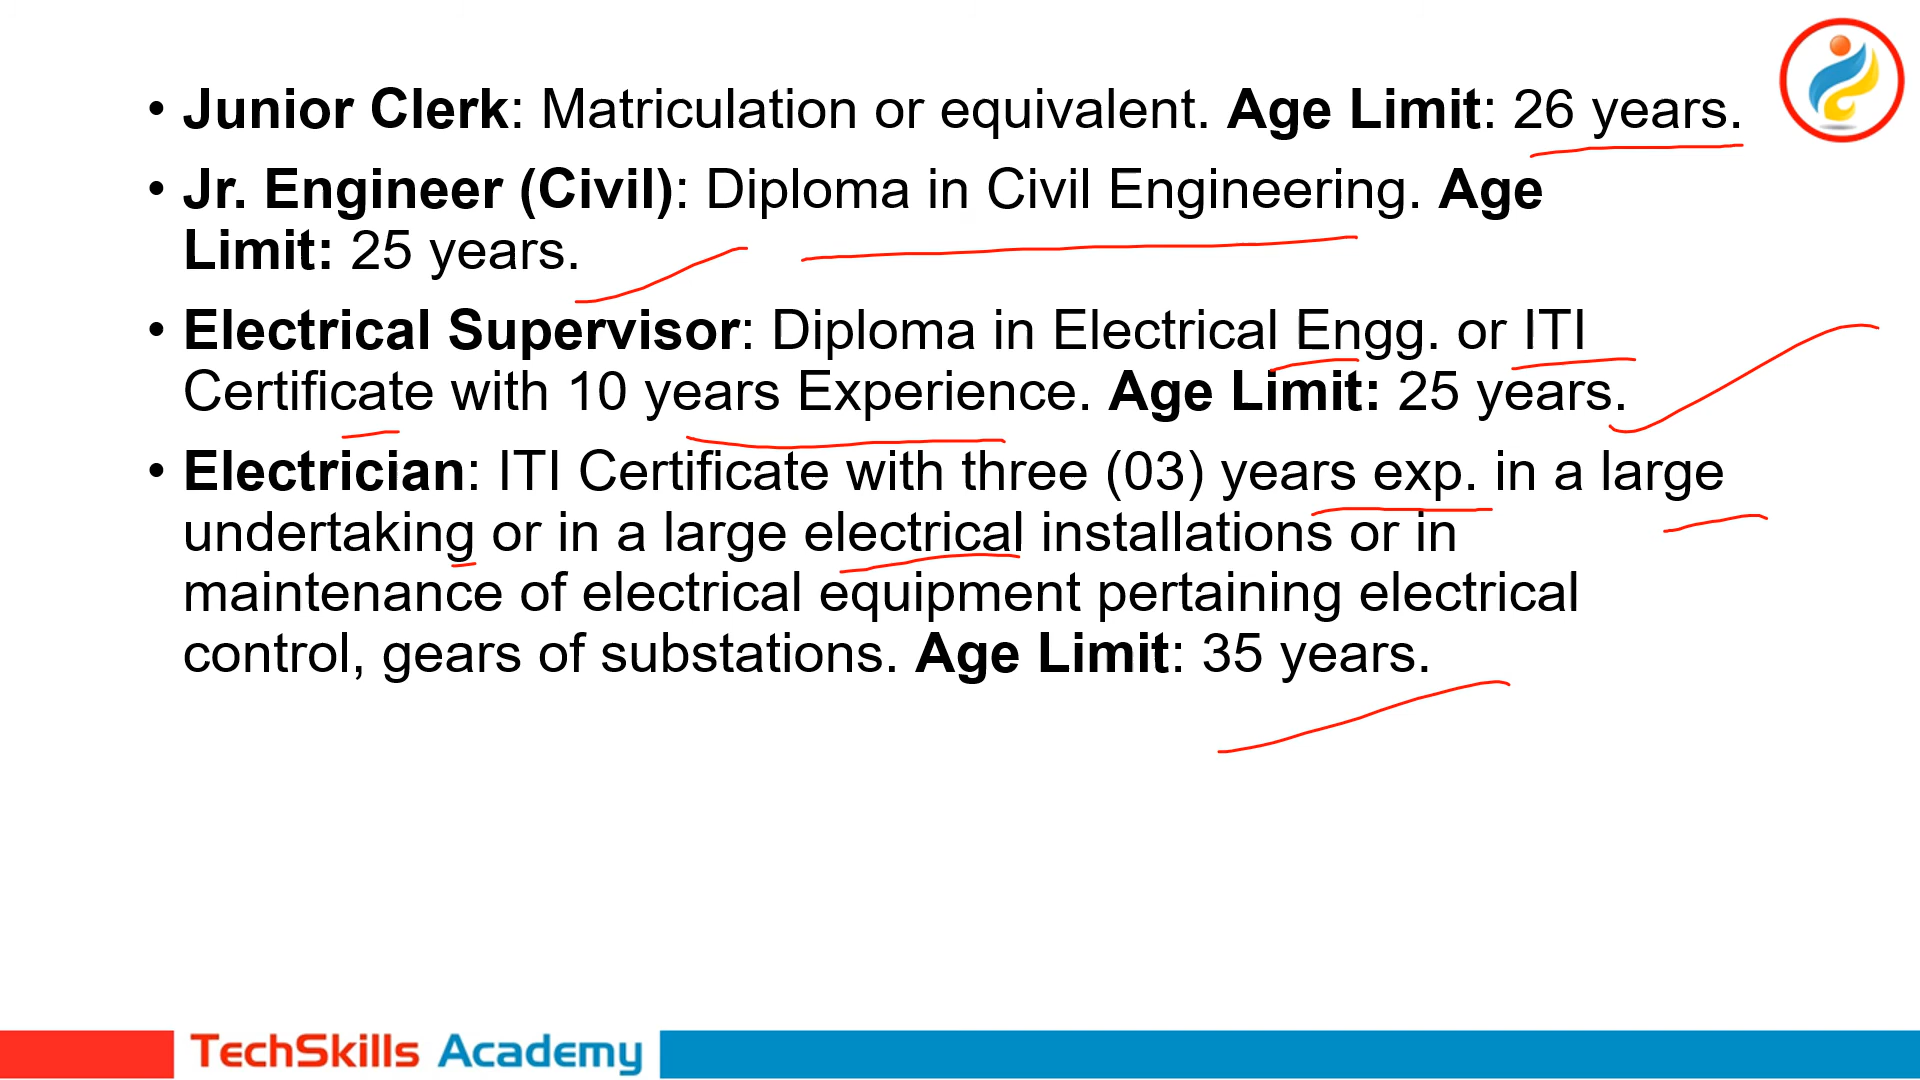 • Junior Clerk: Matriculation or equivalent. Age Limit: 26 years.
• Jr. Engineer (Civil): Diploma in Civil Engineering. Age
Limit: 25 years.
• Electrical Supervisor: Diploma in Electrical Engg. or ITI
Certificate with 10 years Experience. Age Limit: 25 years.
• Electrician: ITI Certificate with three (03) years exp. in a large
undertaking or in a large electrical installations or in
maintenance of electrical equipment pertaining electrical
control, gears of substations. Age Limit: 35 years.
TechSkills Academy